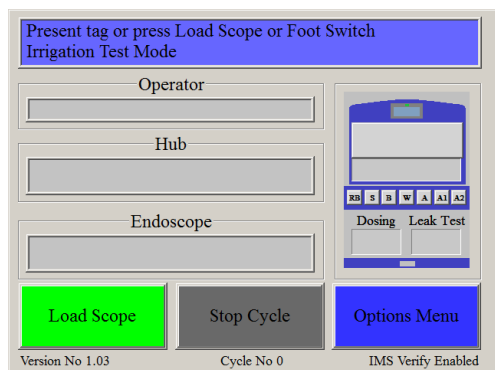 Present tag or press Load Scope or Foot Switch
Irrigation Test Mode
Operator
Hub
Endoscope
RB S B W A A1 A2
Dosing Leak Test
Load Scope
Stop Cycle
Options Menu
Version No 1.03
Cycle No 0
IMS Verify Enabled